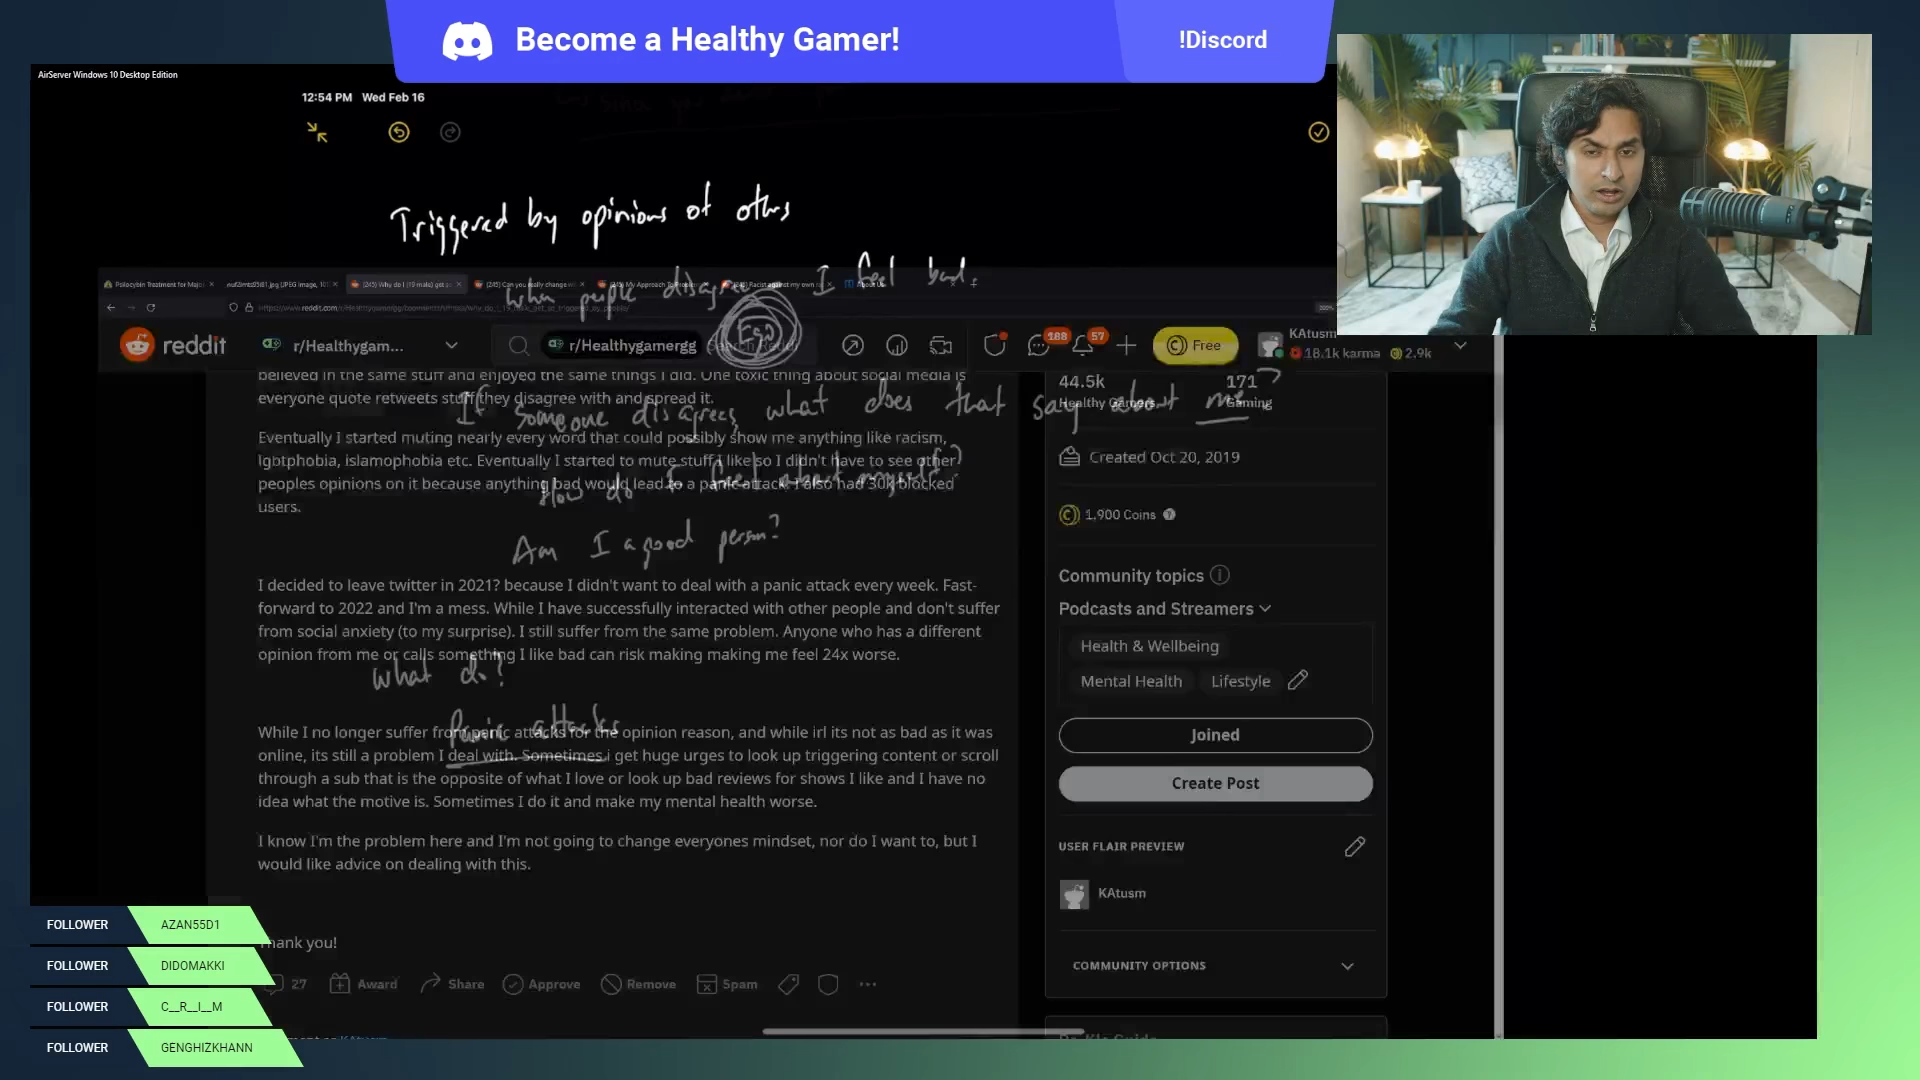 Become a Healthy Gamer!
!Discord
AirServer Windows 10 Desktop Edition
12:54 PM Wed Feb 16
Triggered by opinions of others
When people disagree I feel bad.
Ego
reddit
r/Healthygam...
r/Healthygamergg
188
57
Free
KAtusm
18.1k karma
2.9k
believed in the same stuff and enjoyed the same things I did. One toxic thing about social media is
everyone quote retweets stuff they disagree with and spread it.
If someone disagrees, what does that say about me?
44.5k
171
Healthy Gamers
Gaming
Eventually I started muting nearly every word that could possibly show me anything like racism,
lgbtphobia, islamophobia etc. Eventually I started to mute stuff I like so I didn't have to see other
peoples opinions on it because anything bad would lead to a panic attack. I also had 30k blocked
users.
How do I feel about myself?
Am I a good person?
Created Oct 20, 2019
1,900 Coins
Community topics
Podcasts and Streamers
Health & Wellbeing
Mental Health
Lifestyle
I decided to leave twitter in 2021? because I didn't want to deal with a panic attack every week. Fast-
forward to 2022 and I'm a mess. While I have successfully interacted with other people and don't suffer
from social anxiety (to my surprise). I still suffer from the same problem. Anyone who has a different
opinion from me or calls something I like bad can risk making making me feel 24x worse.
What do?
Panic attacks
While I no longer suffer from panic attacks for the opinion reason, and while irl its not as bad as it was
online, its still a problem I deal with. Sometimes i get huge urges to look up triggering content or scroll
through a sub that is the opposite of what I love or look up bad reviews for shows I like and I have no
idea what the motive is. Sometimes I do it and make my mental health worse.
I know I'm the problem here and I'm not going to change everyones mindset, nor do I want to, but I
would like advice on dealing with this.
Joined
Create Post
USER FLAIR PREVIEW
KAtusm
COMMUNITY OPTIONS
hank you!
27
Award
Share
Approve
Remove
Spam
FOLLOWER AZAN55D1
FOLLOWER DIDOMAKKI
FOLLOWER C__R__I__M
FOLLOWER GENGHIZKHANN